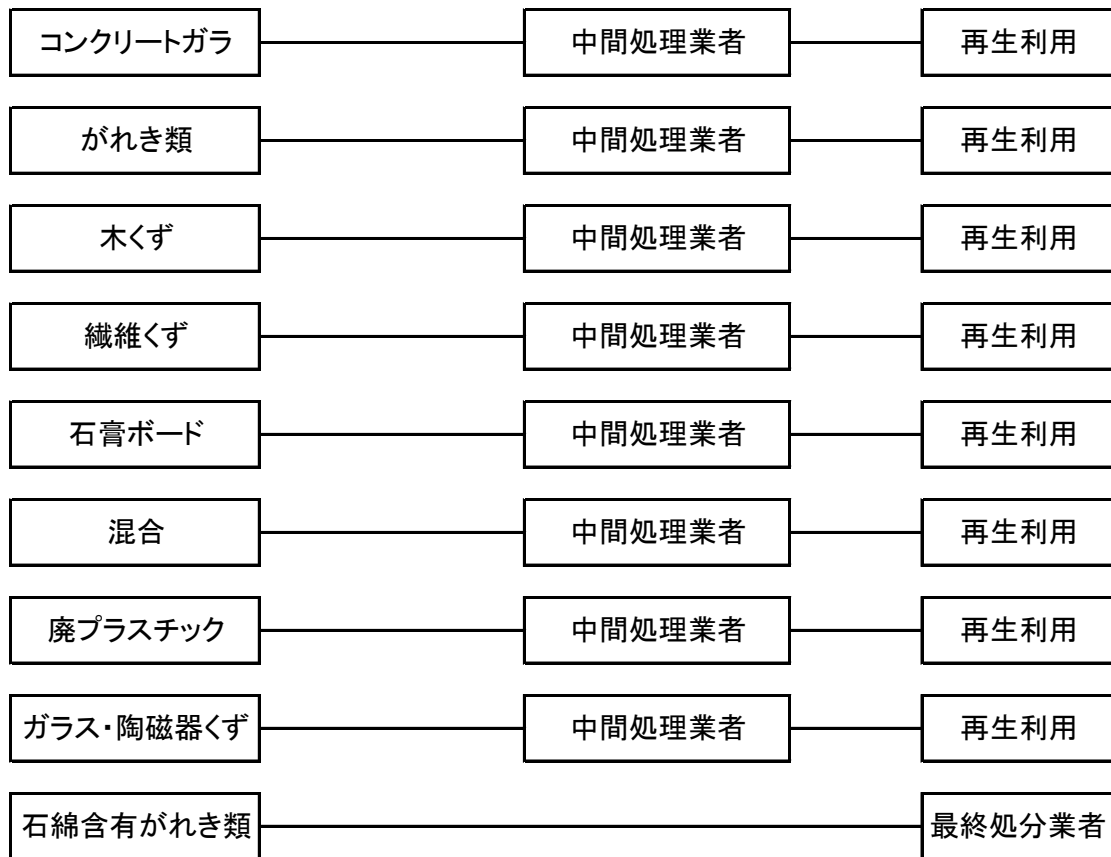 コンクリートガラ 中間処理業者 再生利用
がれき類 中間処理業者 再生利用
木くず 中間処理業者 再生利用
繊維くず 中間処理業者 再生利用
石膏ボード 中間処理業者 再生利用
混合 中間処理業者 再生利用
廃プラスチック 中間処理業者 再生利用
ガラス・陶磁器くず 中間処理業者 再生利用
石綿含有がれき類 最終処分業者